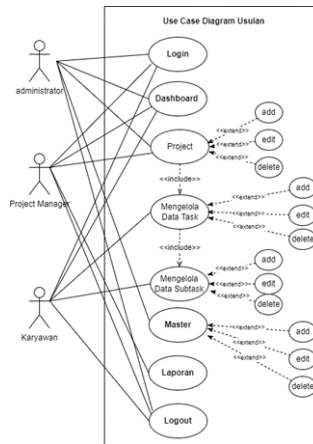 Use Case Diagram Usulan
Login
administrator
Dashboard
add
<<extend>>
Project
<<extend>>
edit
<<extend>>
delete
Project Manager
<<include>>
add
<<extend>>
Mengelola
Data Task
<<extend>>
edit
<<extend>>
delete
<<include>>
add
<<extend>>
Mengelola
Data Subtask
<<extend>>
edit
<<extend>>
delete
Karyawan
Master
<<extend>>
add
<<extend>>
edit
<<extend>>
delete
Laporan
Logout